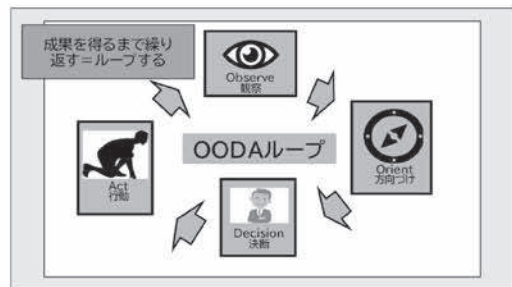 成果を得るまで繰り
返す=ループする
Observe
観察
OODAループ
Orient
方向づけ
Act
行動
Decision
決断